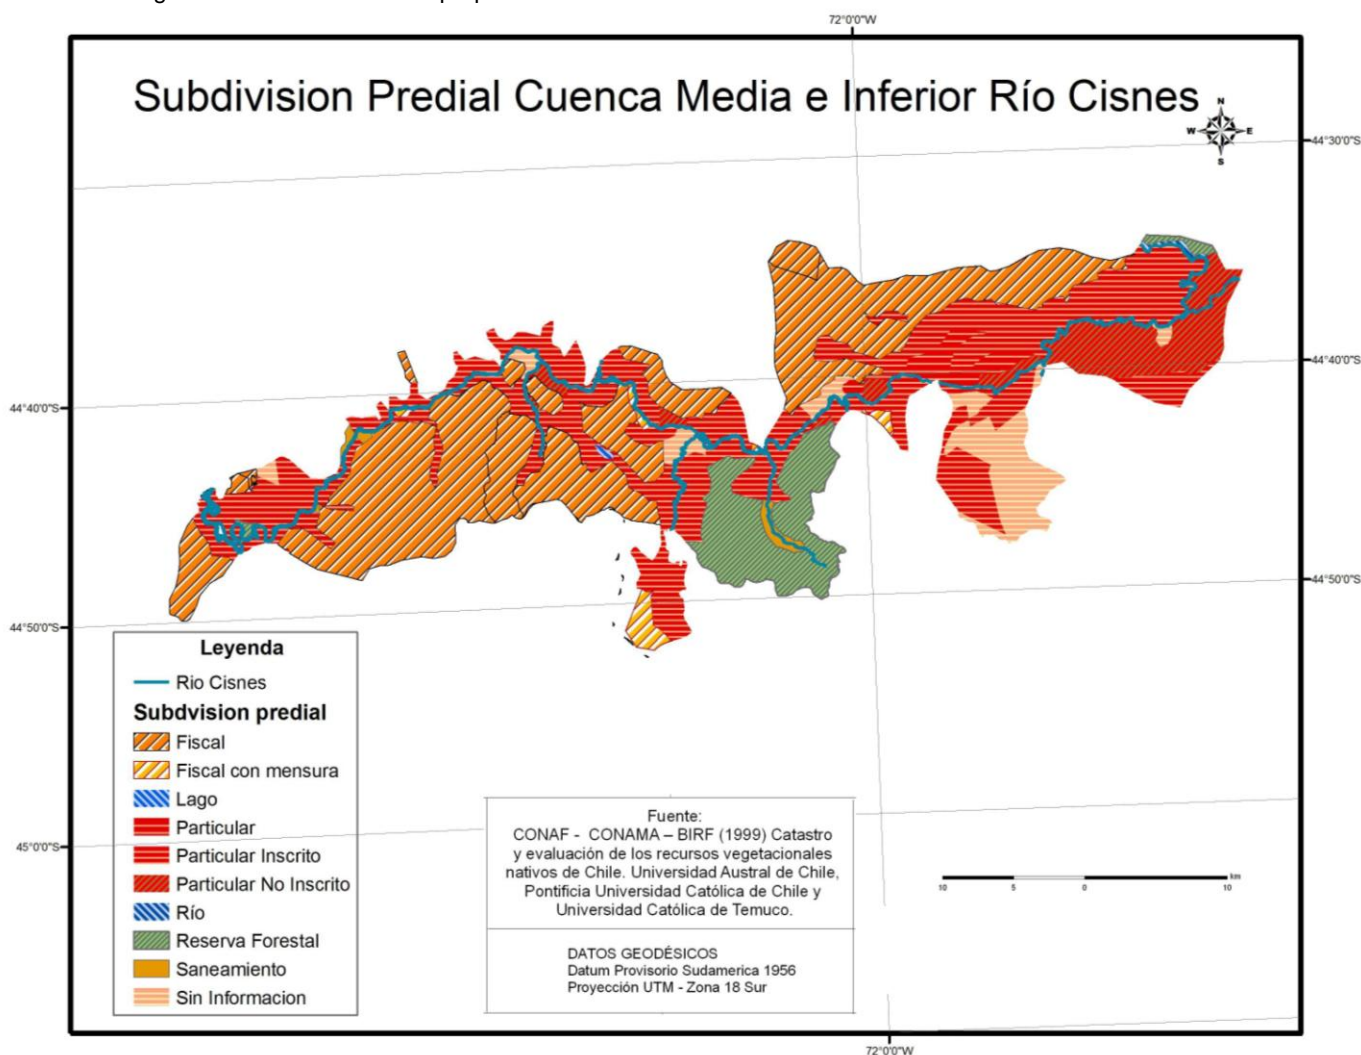 72°0'0"W
Subdivision Predial Cuenca Media e Inferior Río Cisnes
N
W E
S
44°30'0"S
44°40'0"S
44°40'0"S
44°50'0"S
44°50'0"S
Leyenda
Rio Cisnes
Subdvision predial
Fiscal
Fiscal con mensura
Lago
Particular
Particular Inscrito
Particular No Inscrito
Río
Reserva Forestal
Saneamiento
Sin Informacion
45°0'0"S
Fuente:
CONAF - CONAMA – BIRF (1999) Catastro
y evaluación de los recursos vegetacionales
nativos de Chile. Universidad Austral de Chile,
Pontificia Universidad Católica de Chile y
Universidad Católica de Temuco.
DATOS GEODÉSICOS
Datum Provisorio Sudamerica 1956
Proyección UTM - Zona 18 Sur
km
10 5 0 10
72°0'0"W